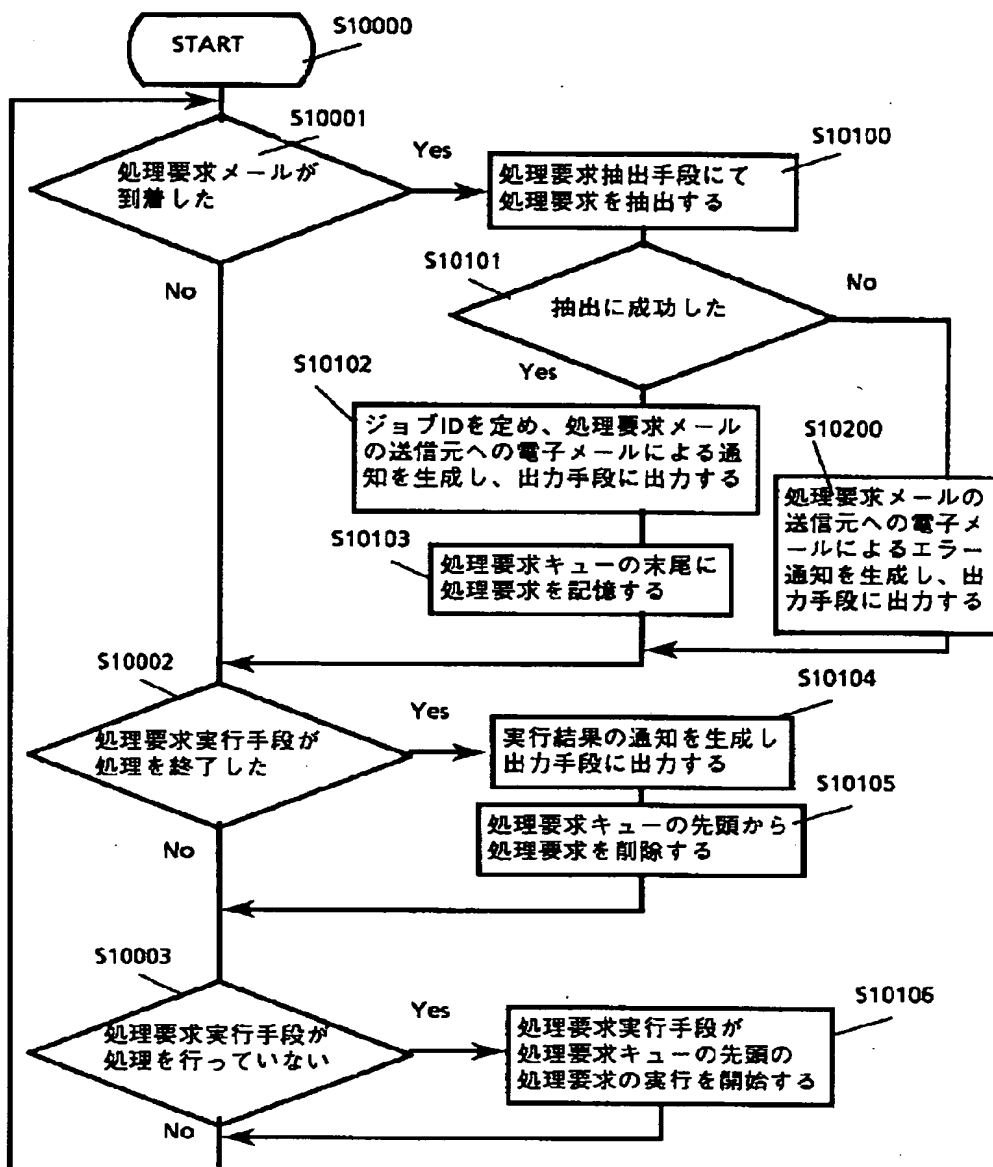 START
S10000
S10001
処理要求メールが
到着した
Yes
No
S10100
処理要求抽出手段にて
処理要求を抽出する
S10101
抽出に成功した
No
Yes
S10102
ジョブIDを定め、処理要求メール
の送信元への電子メールによる通
知を生成し、出力手段に出力する
S10200
処理要求メールの
送信元への電子メ
ールによるエラー
通知を生成し、出
力手段に出力する
S10103
処理要求キューの末尾に
処理要求を記憶する
S10002
処理要求実行手段が
処理を終了した
Yes
No
S10104
実行結果の通知を生成し
出力手段に出力する
S10105
処理要求キューの先頭から
処理要求を削除する
S10003
処理要求実行手段が
処理を行っていない
Yes
No
S10106
処理要求実行手段が
処理要求キューの先頭の
処理要求の実行を開始する